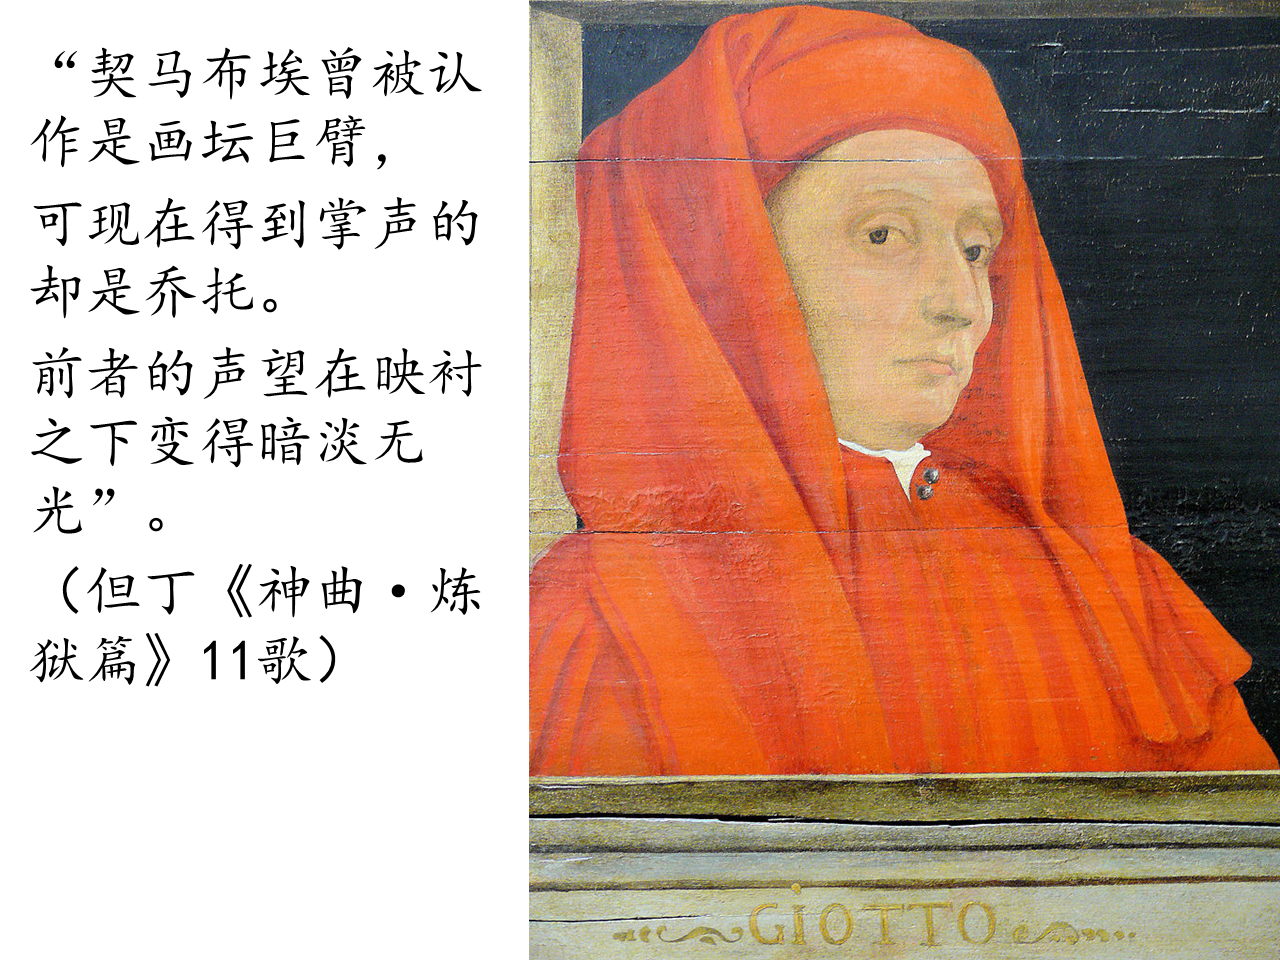 “契马布埃曾被认
作是画坛巨臂，
可现在得到掌声的
却是乔托。
前者的声望在映衬
之下变得暗淡无
光”。
（但丁《神曲·炼
狱篇》11歌）
GIOTTO